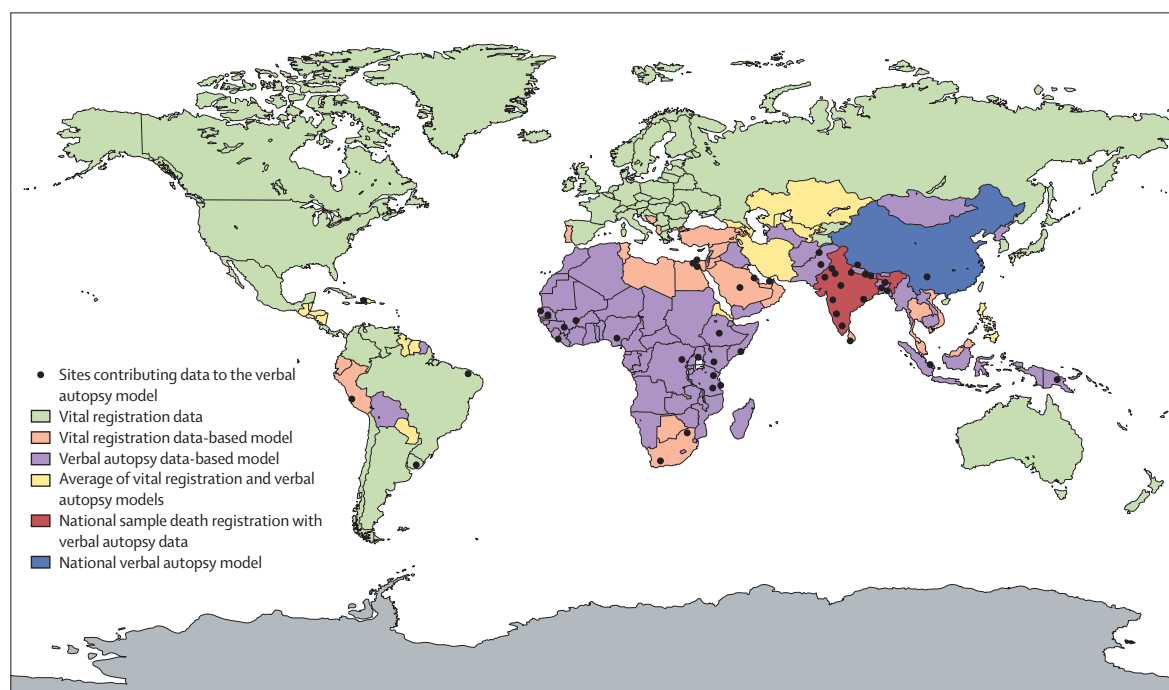 Sites contributing data to the verbal
autopsy model
Vital registration data
Vital registration data-based model
Verbal autopsy data-based model
Average of vital registration and verbal
autopsy models
National sample death registration with
verbal autopsy data
National verbal autopsy model